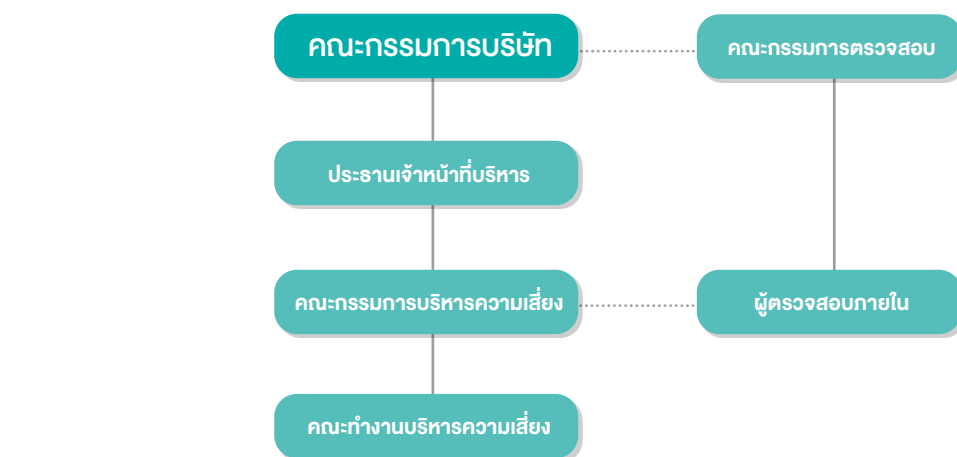 คณะกรรมการบริษัท
คณะกรรมการตรวจสอบ
ประธานเจ้าหน้าที่บริหาร
คณะกรรมการบริหารความเสี่ยง
ผู้ตรวจสอบภายใน
คณะทำงานบริหารความเสี่ยง